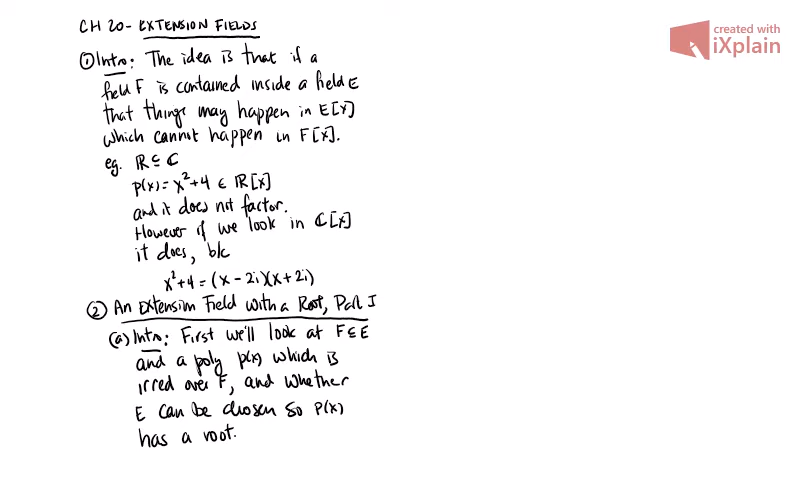 CH 20 - EXTENSION FIELDS
① Intro: The idea is that if a
field F is contained inside a field E
that things may happen in E[x]
which cannot happen in F[x].
eg. ℝ ⊆ ℂ
p(x) = x² + 4 ∈ ℝ[x]
and it does not factor.
However if we look in ℂ[x]
it does, b/c
x² + 4 = (x - 2i)(x + 2i)
② An Extension Field with a Root, Part I
(a) Intro: First we'll look at F ⊆ E
and a poly p(x) which is
irred over F, and whether
E can be chosen so p(x)
has a root.
created with
iXplain